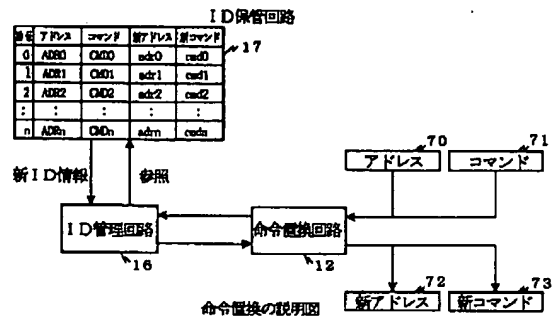 ID保管回路
番号 アドレス コマンド 新アドレス 新コマンド
17
0 ADR0 CMD0 adr0 cmd0
1 ADR1 CMD1 adr1 cmd1
2 ADR2 CMD2 adr2 cmd2
: : : : :
n ADRn CMDn adrn cmdn
新ID情報 参照
70 71
アドレス コマンド
ID管理回路 命令置換回路
16 12
72 73
新アドレス 新コマンド
命令置換の説明図